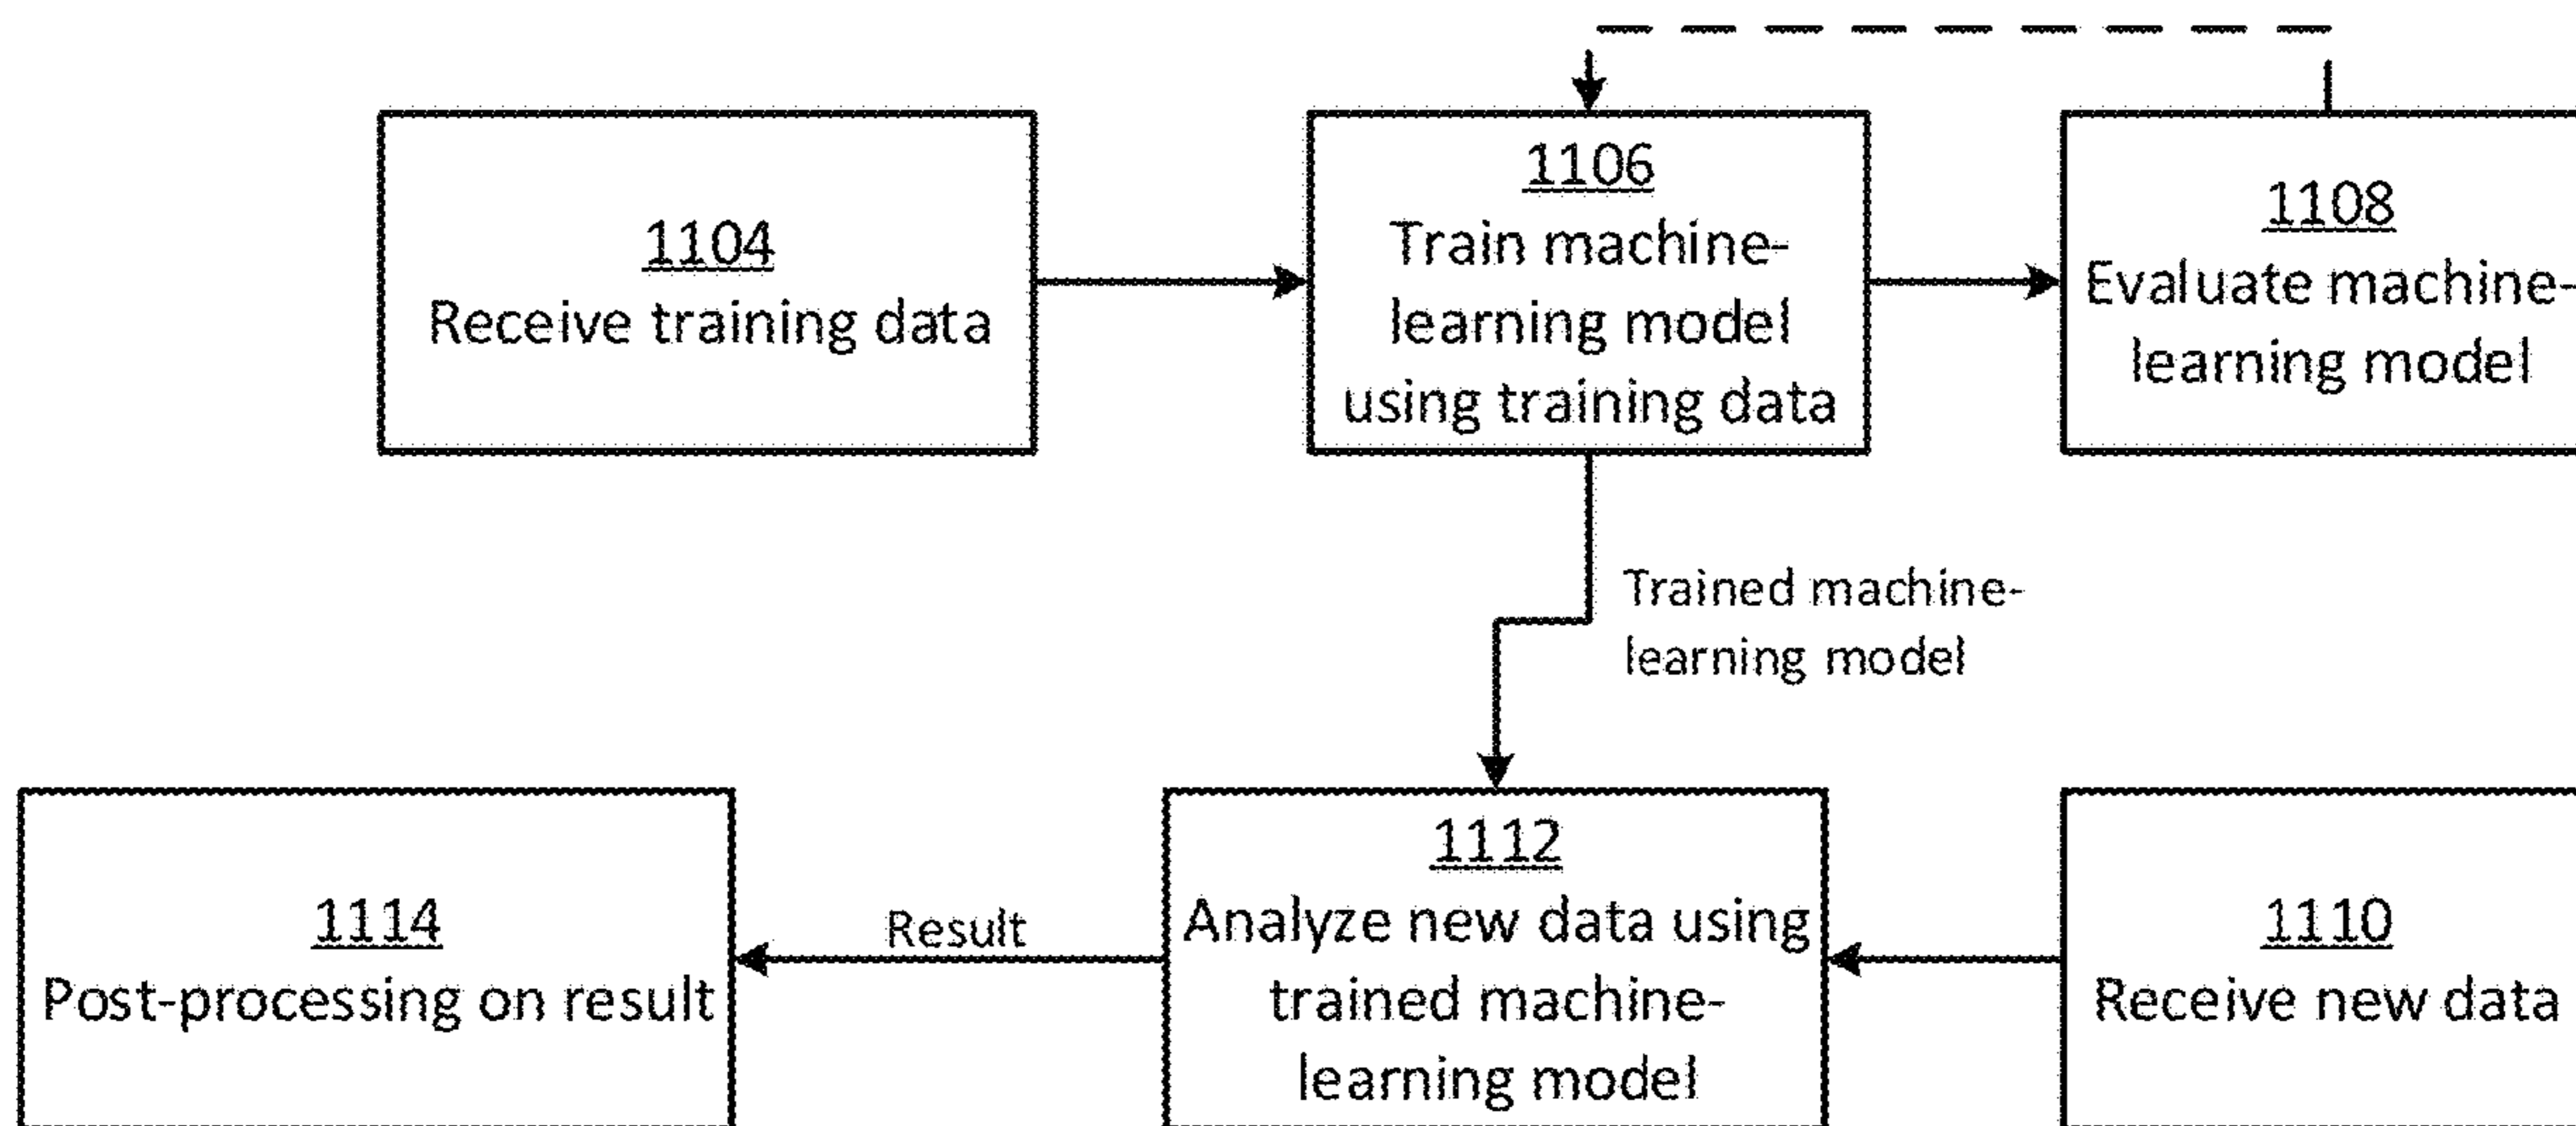 1104
Receive training data
1106
Train machine-
learning model
using training data
1108
Evaluate machine-
learning model
Trained machine-
learning model
1114
Post-processing on result
Result
1112
Analyze new data using
trained machine-
learning model
1110
Receive new data